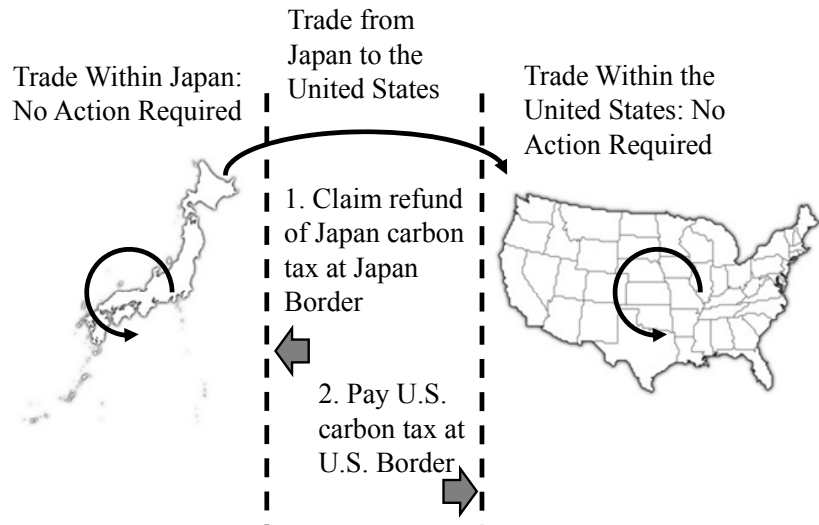 Trade Within Japan:
No Action Required
Trade from
Japan to the
United States
Trade Within the
United States: No
Action Required
1. Claim refund
of Japan carbon
tax at Japan
Border
2. Pay U.S.
carbon tax at
U.S. Border